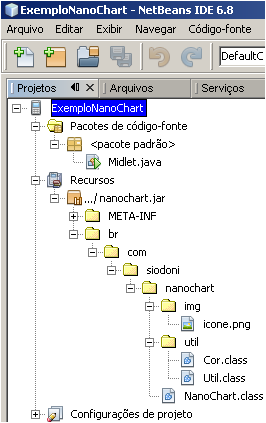 ExemploNanoChart - NetBeans IDE 6.8
Arquivo Editar Exibir Navegar Código-fonte
DefaultC
Projetos Arquivos Serviços
ExemploNanoChart
Pacotes de código-fonte
<pacote padrão>
Midlet.java
Recursos
.../nanochart.jar
META-INF
br
com
siodoni
nanochart
img
icone.png
util
Cor.class
Util.class
NanoChart.class
Configurações de projeto